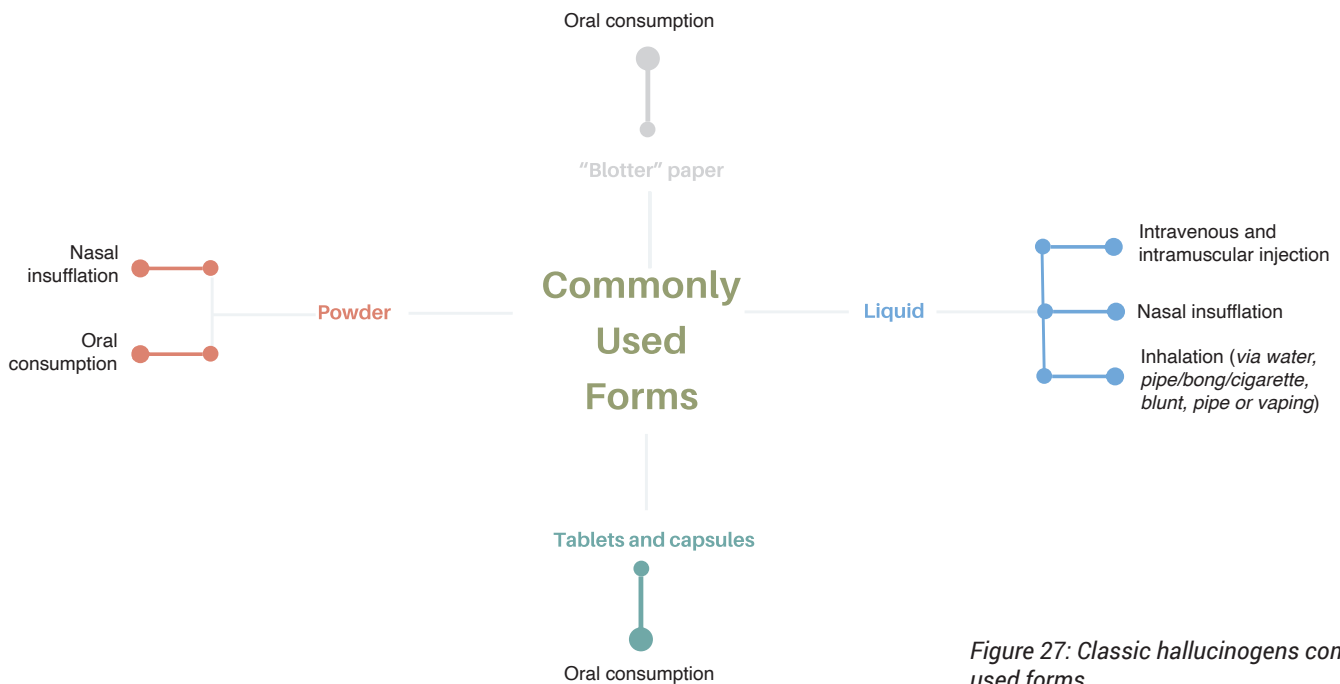 Oral consumption
“Blotter” paper
Nasal
insufflation
Oral
consumption
Powder
Commonly
Used
Forms
Liquid
Intravenous and
intramuscular injection
Nasal insufflation
Inhalation (via water,
pipe/bong/cigarette,
blunt, pipe or vaping)
Tablets and capsules
Oral consumption
Figure 27: Classic hallucinogens
used forms